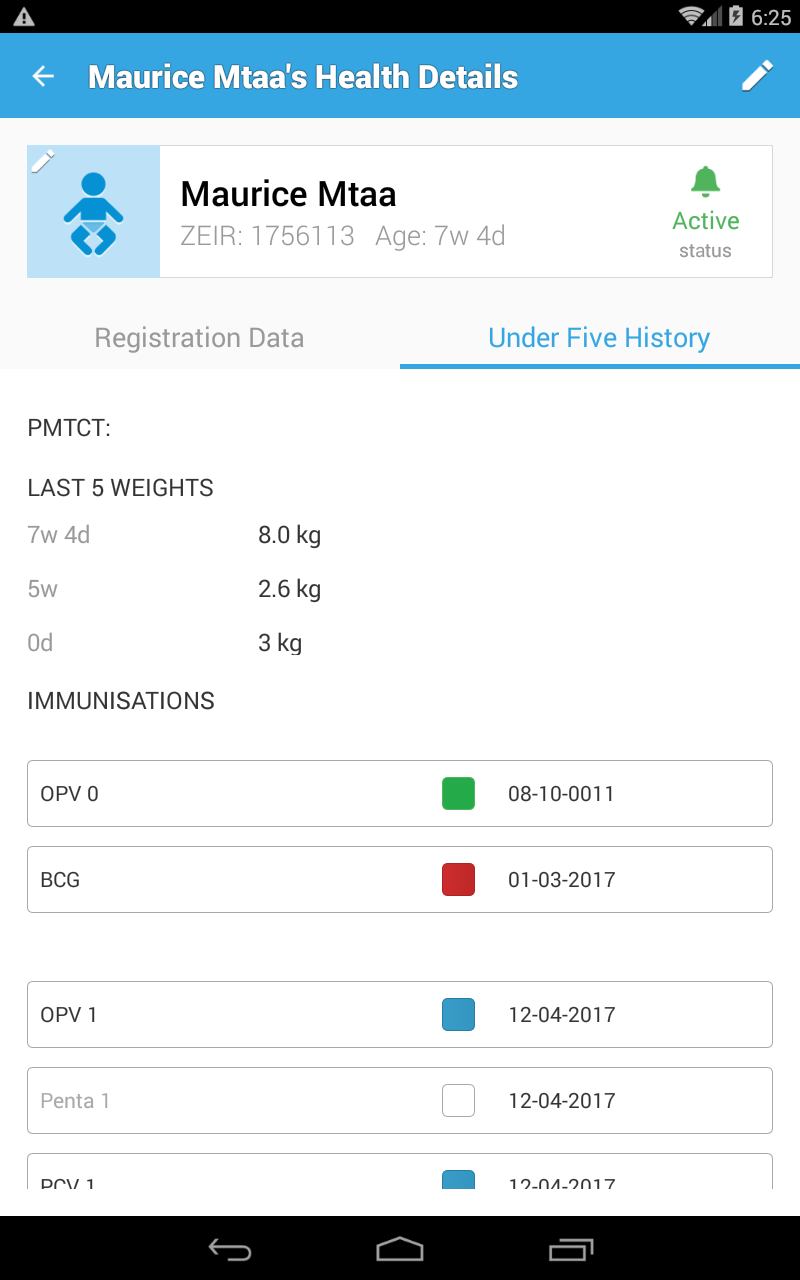 6:25
Maurice Mtaa's Health Details
Maurice Mtaa
ZEIR: 1756113 Age: 7w 4d
Active
status
Registration Data
Under Five History
PMTCT:
LAST 5 WEIGHTS
7w 4d 8.0 kg
5w 2.6 kg
0d 3 kg
IMMUNISATIONS
OPV 0 08-10-0011
BCG 01-03-2017
OPV 1 12-04-2017
Penta 1 12-04-2017
PCV 1 12-04-2017